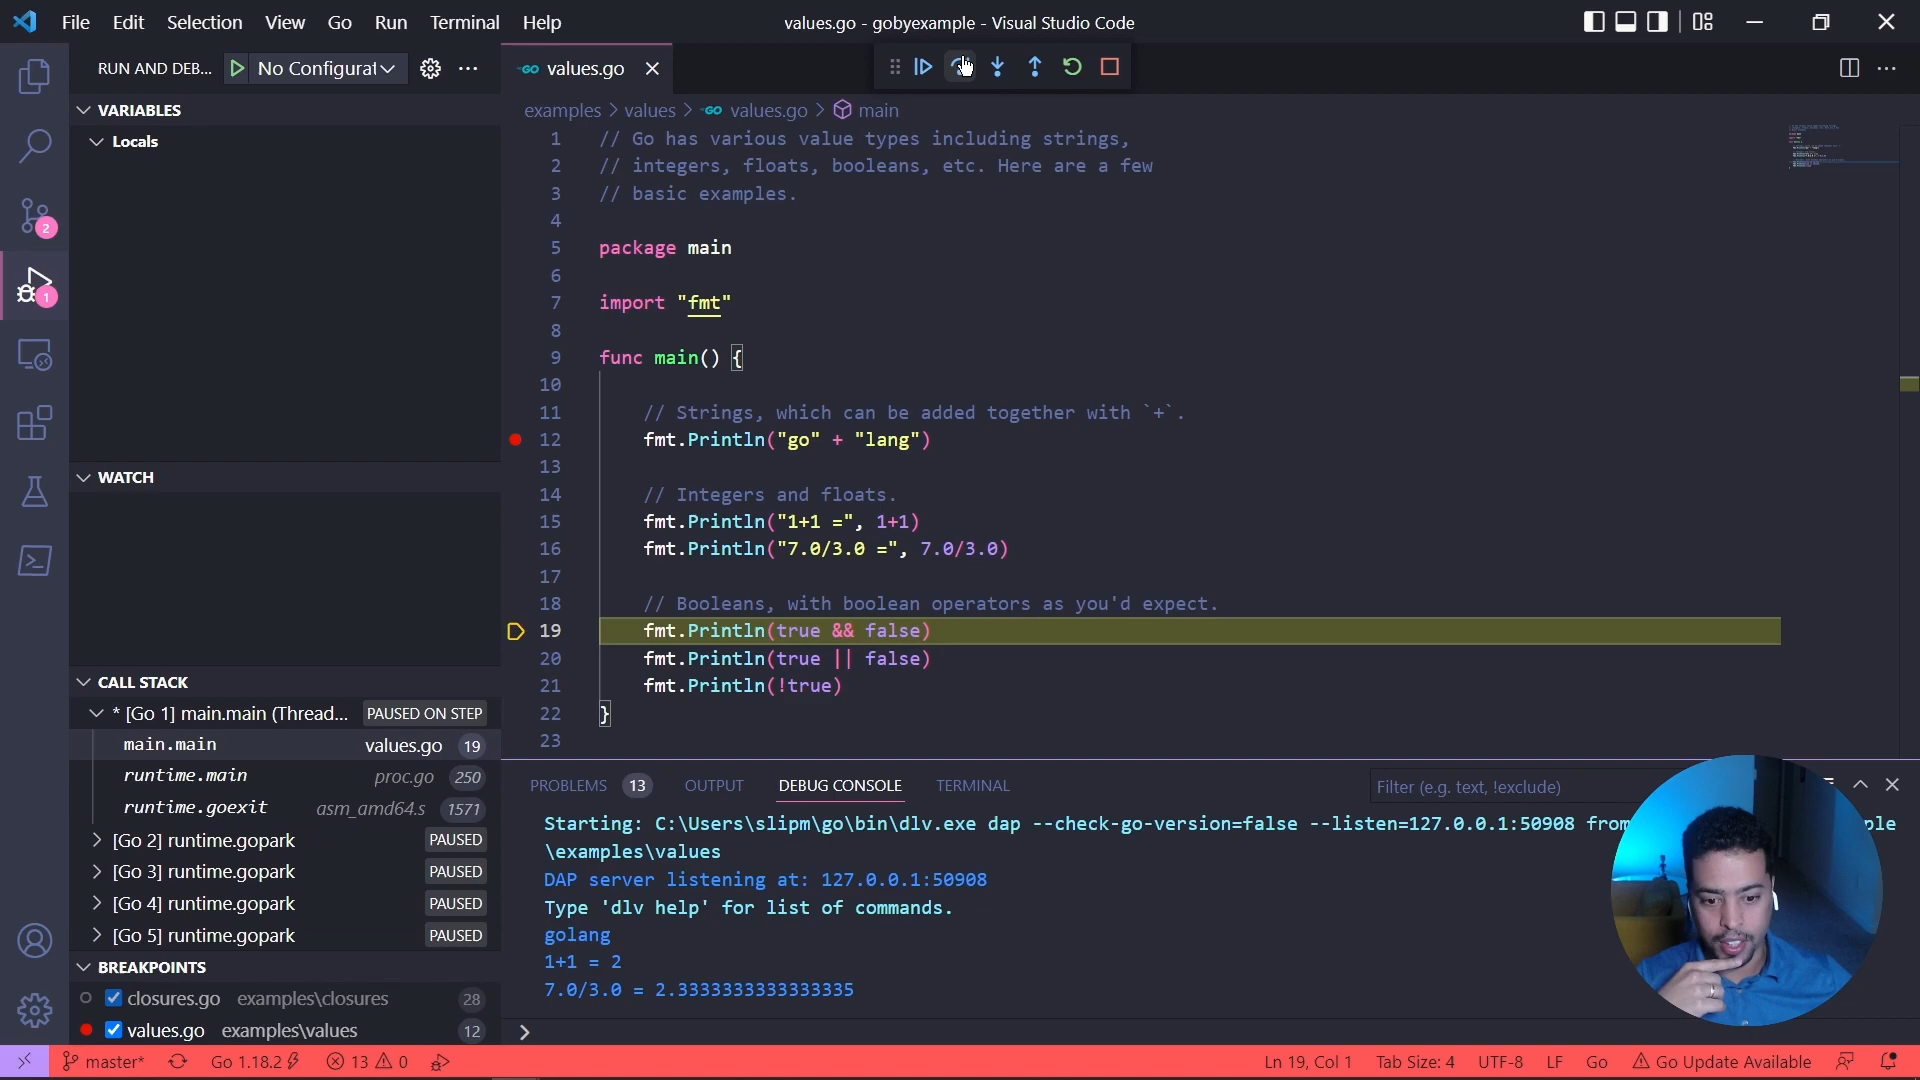 File Edit Selection View Go Run Terminal Help
values.go - gobyexample - Visual Studio Code
RUN AND DEB... No Configurat
values.go
VARIABLES
Locals
WATCH
CALL STACK
* [Go 1] main.main (Thread... PAUSED ON STEP
main.main values.go 19
runtime.main proc.go 250
runtime.goexit asm_amd64.s 1571
[Go 2] runtime.gopark PAUSED
[Go 3] runtime.gopark PAUSED
[Go 4] runtime.gopark PAUSED
[Go 5] runtime.gopark PAUSED
BREAKPOINTS
closures.go examples\closures 28
values.go examples\values 12
2
1
examples > values > GO values.go > main
1 // Go has various value types including strings,
2 // integers, floats, booleans, etc. Here are a few
3 // basic examples.
4
5 package main
6
7 import "fmt"
8
9 func main() {
10
11 // Strings, which can be added together with `+`.
12 fmt.Println("go" + "lang")
13
14 // Integers and floats.
15 fmt.Println("1+1 =", 1+1)
16 fmt.Println("7.0/3.0 =", 7.0/3.0)
17
18 // Booleans, with boolean operators as you'd expect.
19 fmt.Println(true && false)
20 fmt.Println(true || false)
21 fmt.Println(!true)
22 }
23
PROBLEMS 13 OUTPUT DEBUG CONSOLE TERMINAL
Filter (e.g. text, !exclude)
Starting: C:\Users\slipm\go\bin\dlv.exe dap --check-go-version=false --listen=127.0.0.1:50908 from ple
\examples\values
DAP server listening at: 127.0.0.1:50908
Type 'dlv help' for list of commands.
golang
1+1 = 2
7.0/3.0 = 2.3333333333333335
master* Go 1.18.2 13 0
Ln 19, Col 1 Tab Size: 4 UTF-8 LF Go Go Update Available